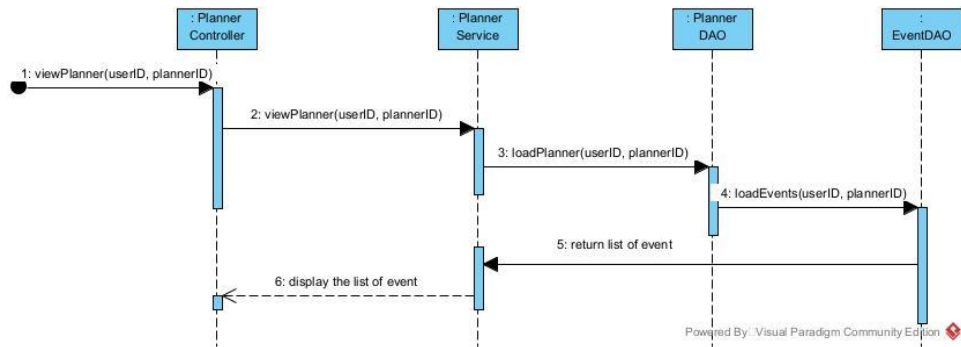 : Planner
Controller
: Planner
Service
: Planner
DAO
:
EventDAO
1: viewPlanner(userID, plannerID)
2: viewPlanner(userID, plannerID)
3: loadPlanner(userID, plannerID)
4: loadEvents(userID, plannerID)
5: return list of event
6: display the list of event
Powered By Visual Paradigm Community Edition